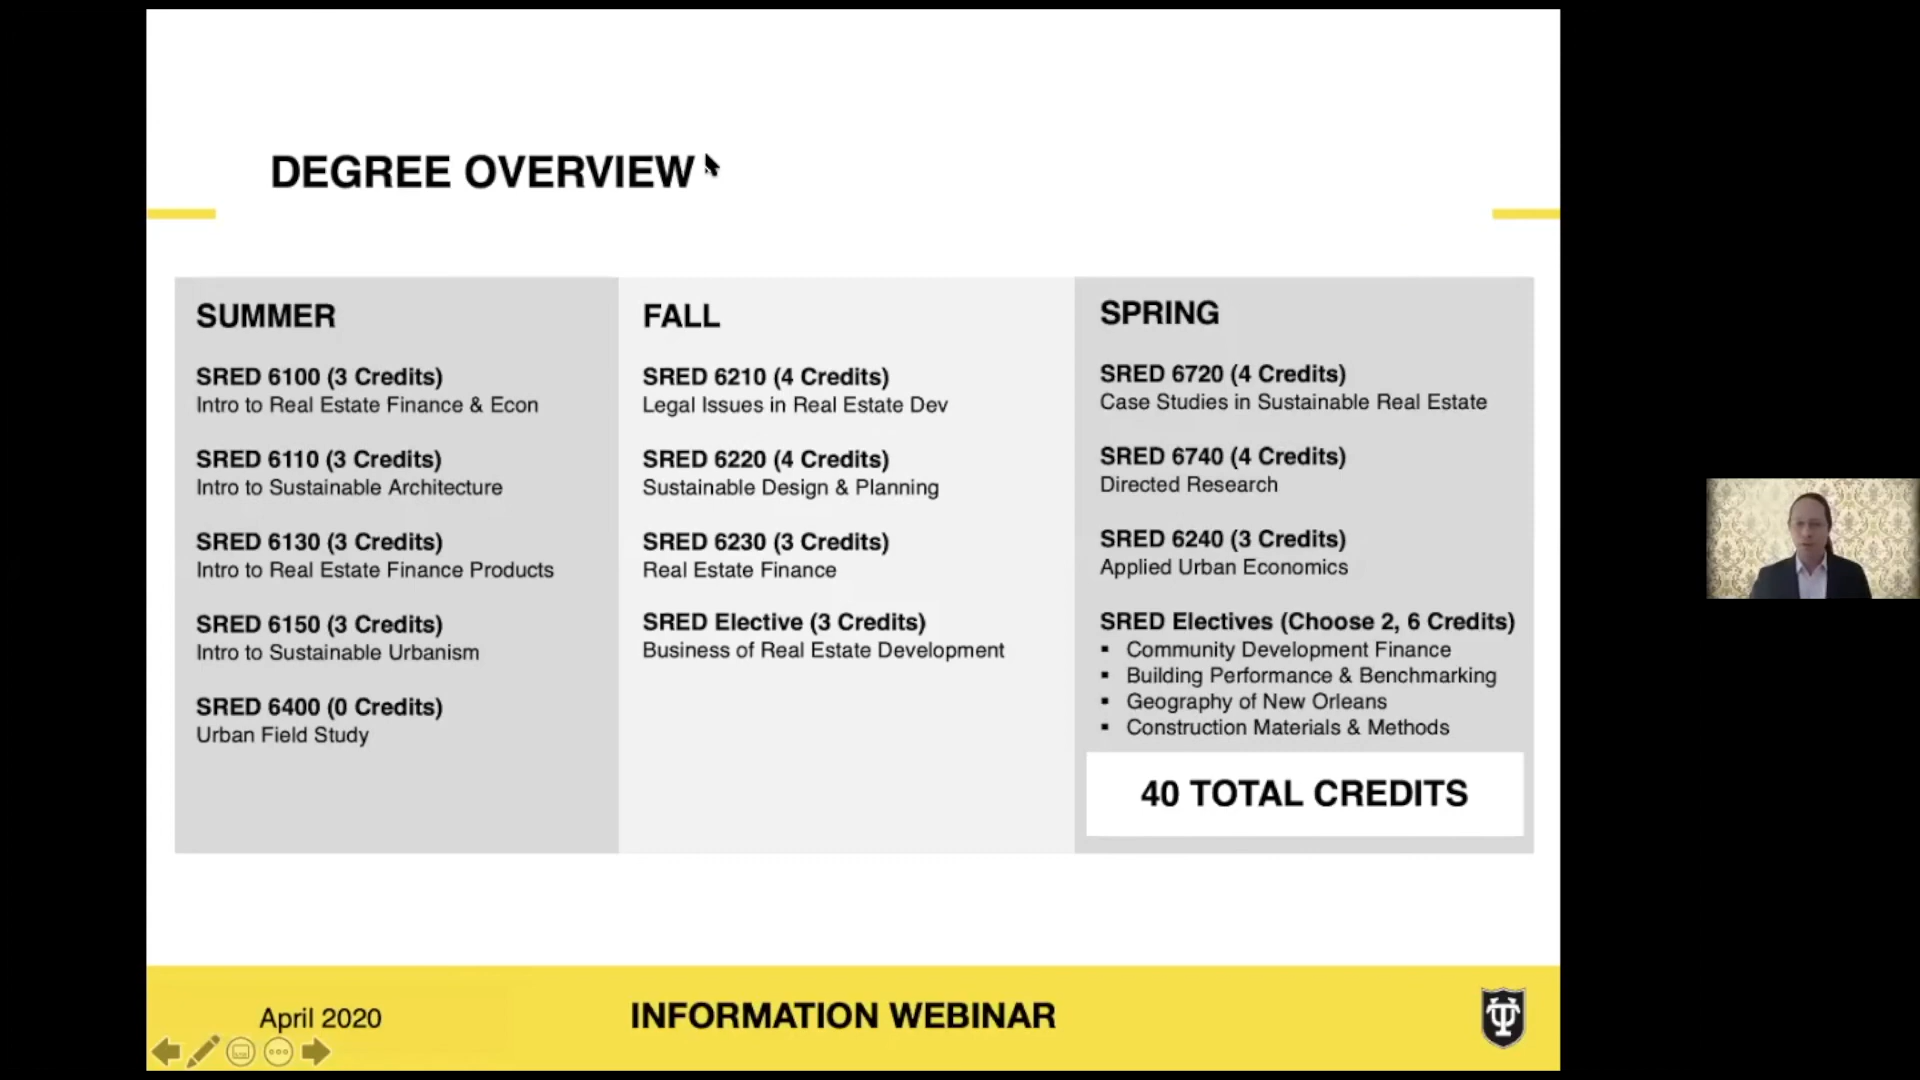 DEGREE OVERVIEW
SUMMER
SRED 6100 (3 Credits)
Intro to Real Estate Finance & Econ
SRED 6110 (3 Credits)
Intro to Sustainable Architecture
SRED 6130 (3 Credits)
Intro to Real Estate Finance Products
SRED 6150 (3 Credits)
Intro to Sustainable Urbanism
SRED 6400 (0 Credits)
Urban Field Study
FALL
SRED 6210 (4 Credits)
Legal Issues in Real Estate Dev
SRED 6220 (4 Credits)
Sustainable Design & Planning
SRED 6230 (3 Credits)
Real Estate Finance
SRED Elective (3 Credits)
Business of Real Estate Development
SPRING
SRED 6720 (4 Credits)
Case Studies in Sustainable Real Estate
SRED 6740 (4 Credits)
Directed Research
SRED 6240 (3 Credits)
Applied Urban Economics
SRED Electives (Choose 2, 6 Credits)
▪ Community Development Finance
▪ Building Performance & Benchmarking
▪ Geography of New Orleans
▪ Construction Materials & Methods
40 TOTAL CREDITS
April 2020
INFORMATION WEBINAR